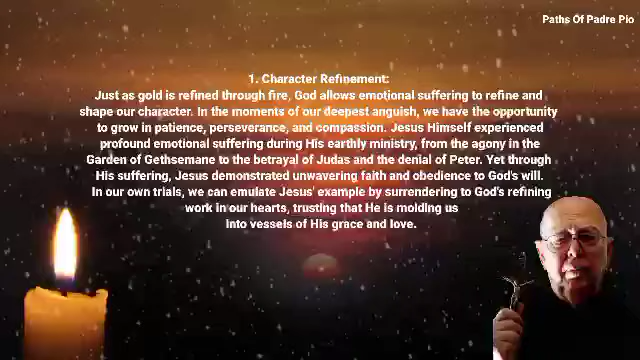 Paths Of Padre Pio
1. Character Refinement:
Just as gold is refined through fire, God allows emotional suffering to refine and
shape our character. In the moments of our deepest anguish, we have the opportunity
to grow in patience, perseverance, and compassion. Jesus Himself experienced
profound emotional suffering during His earthly ministry, from the agony in the
Garden of Gethsemane to the betrayal of Judas and the denial of Peter. Yet through
His suffering, Jesus demonstrated unwavering faith and obedience to God's will.
In our own trials, we can emulate Jesus' example by surrendering to God's refining
work in our hearts, trusting that He is molding us
into vessels of His grace and love.